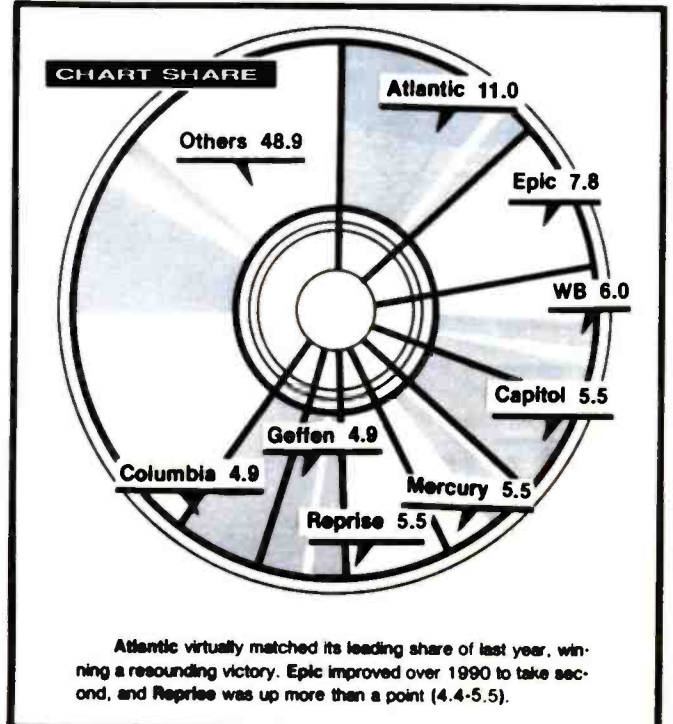 CHART SHARE
Atlantic 11.0
Others 48.9
Epic 7.8
WB 6.0
Capitol 5.5
Geffen 4.9
Columbia 4.9
Mercury 5.5
Reprise 5.5
Atlantic virtually matched its leading share of last year, win-
ning a resounding victory. Epic improved over 1990 to take sec-
ond, and Reprise was up more than a point (4.4-5.5).